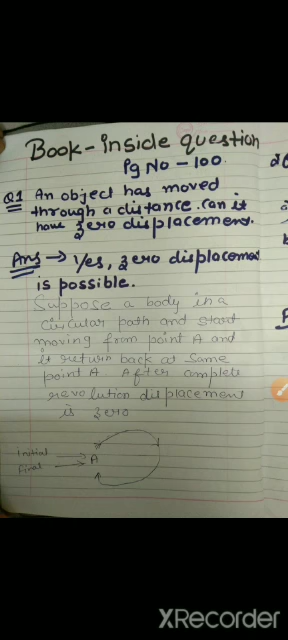 Book-inside question
Pg No - 100.
Q1 An object has moved
through a distance. can it
have zero displacement.
Ans → Yes, zero displacement
is possible.
Suppose a body in a
circular path and start
moving from point A and
it return back at same
point A. After complete
revolution displacement
is zero
Initial
final
A
XRecorder